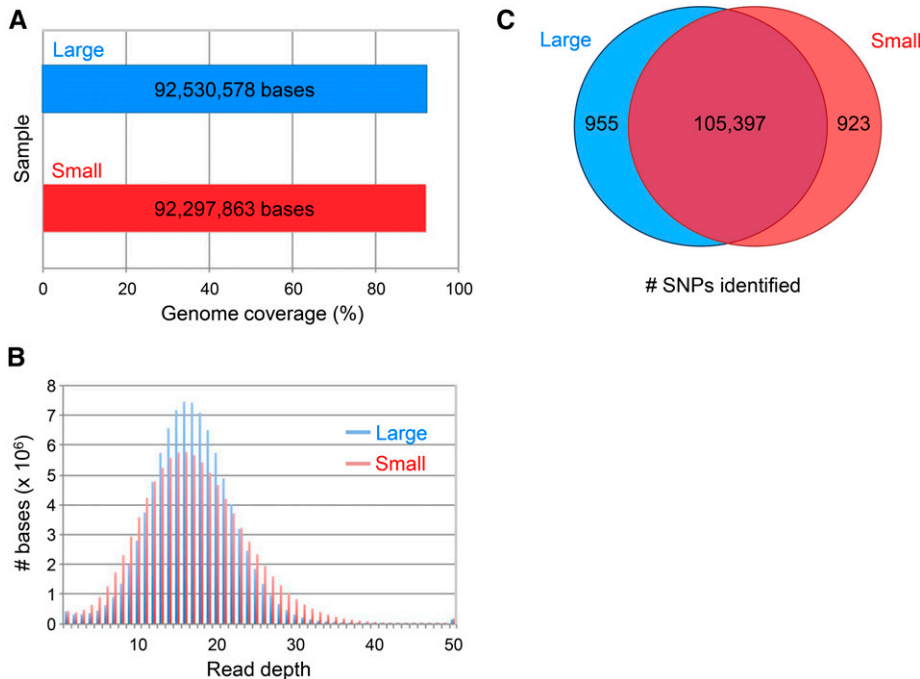 A
Large
92,530,578 bases
Sample
Small
92,297,863 bases
0 20 40 60 80 100
Genome coverage (%)
B
8
7
6
5
4
3
2
1
0
# bases (x 10⁶)
Large
Small
10 20 30 40 50
Read depth
C
Large
Small
955
105,397
923
# SNPs identified